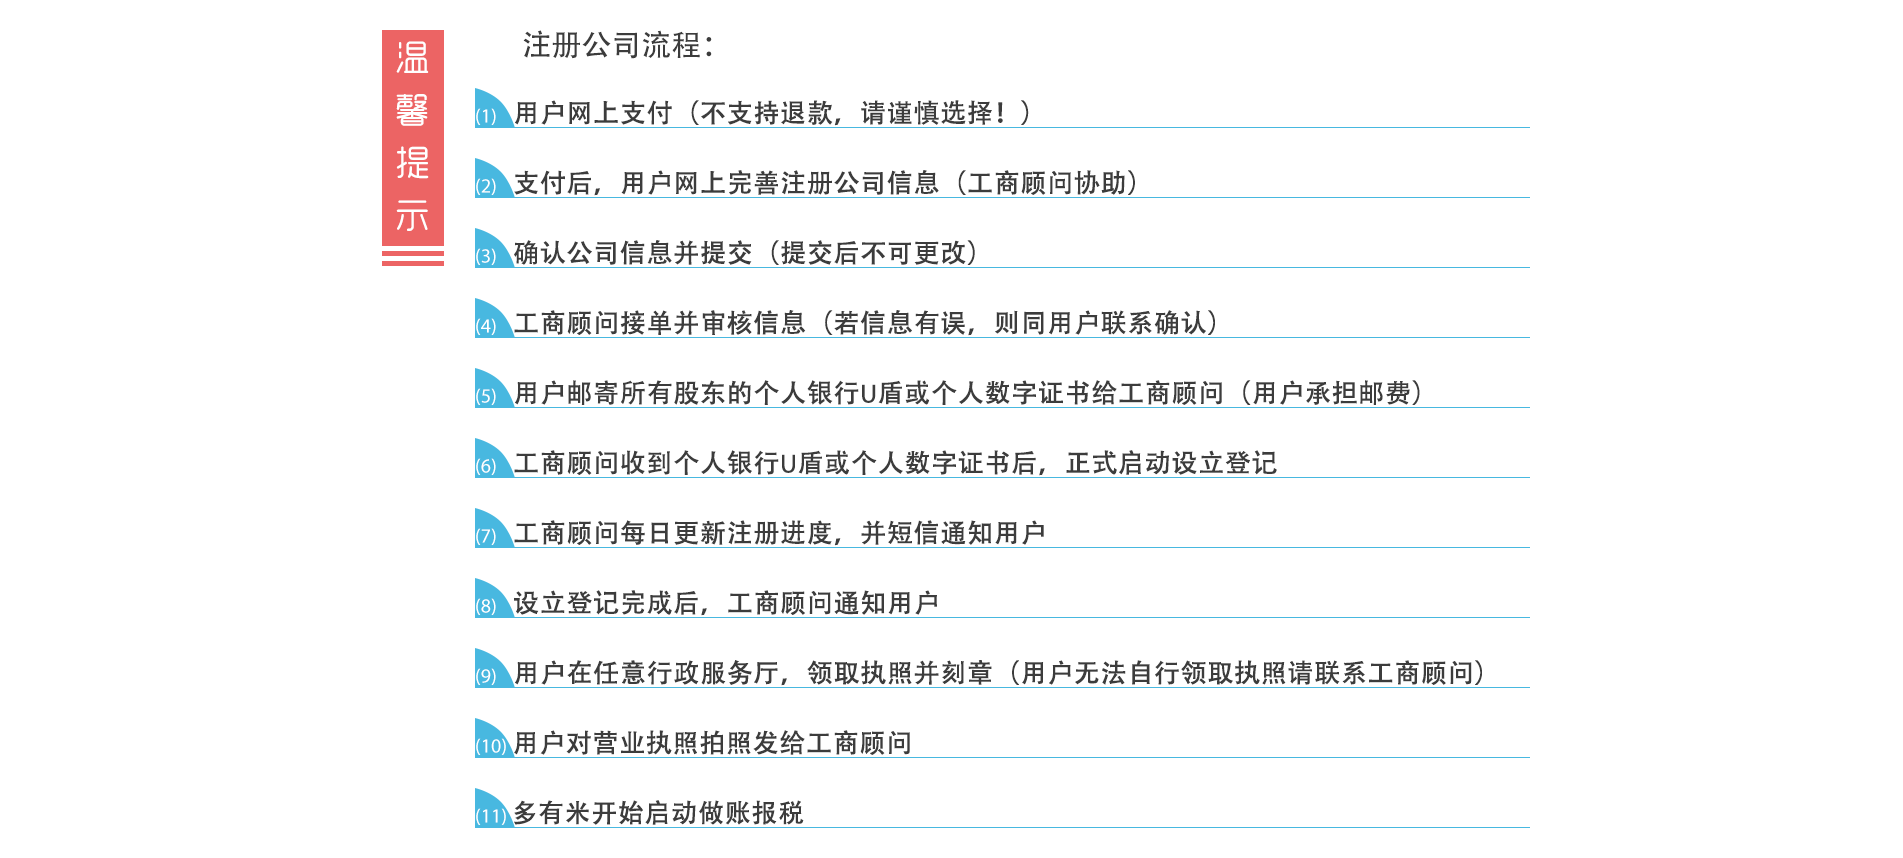 温馨提示
注册公司流程：
(1) 用户网上支付（不支持退款，请谨慎选择！）
(2) 支付后，用户网上完善注册公司信息（工商顾问协助）
(3) 确认公司信息并提交（提交后不可更改）
(4) 工商顾问接单并审核信息（若信息有误，则同用户联系确认）
(5) 用户邮寄所有股东的个人银行U盾或个人数字证书给工商顾问（用户承担邮费）
(6) 工商顾问收到个人银行U盾或个人数字证书后，正式启动设立登记
(7) 工商顾问每日更新注册进度，并短信通知用户
(8) 设立登记完成后，工商顾问通知用户
(9) 用户在任意行政服务厅，领取执照并刻章（用户无法自行领取执照请联系工商顾问）
(10) 用户对营业执照拍照发给工商顾问
(11) 多有米开始启动做账报税